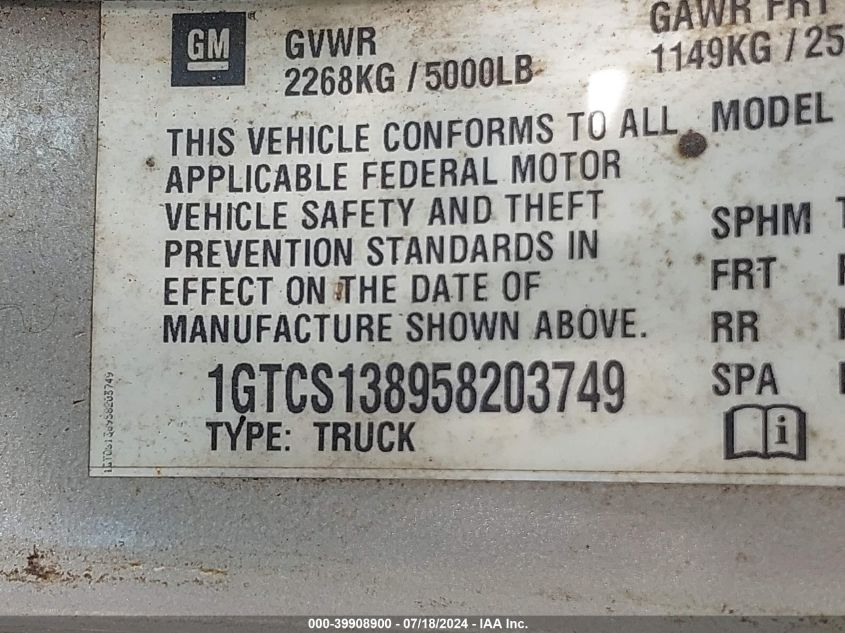 GM
GVWR
2268KG / 5000LB
GAWR FRT
1149KG / 25
THIS VEHICLE CONFORMS TO ALL
APPLICABLE FEDERAL MOTOR
VEHICLE SAFETY AND THEFT
PREVENTION STANDARDS IN
EFFECT ON THE DATE OF
MANUFACTURE SHOWN ABOVE.
1GTCS138958203749
TYPE: TRUCK
MODEL
SPHM T
FRT
RR
SPA
i
1GTCS138958203749
000-39908900 / 07/18/2024 - IAA Inc.